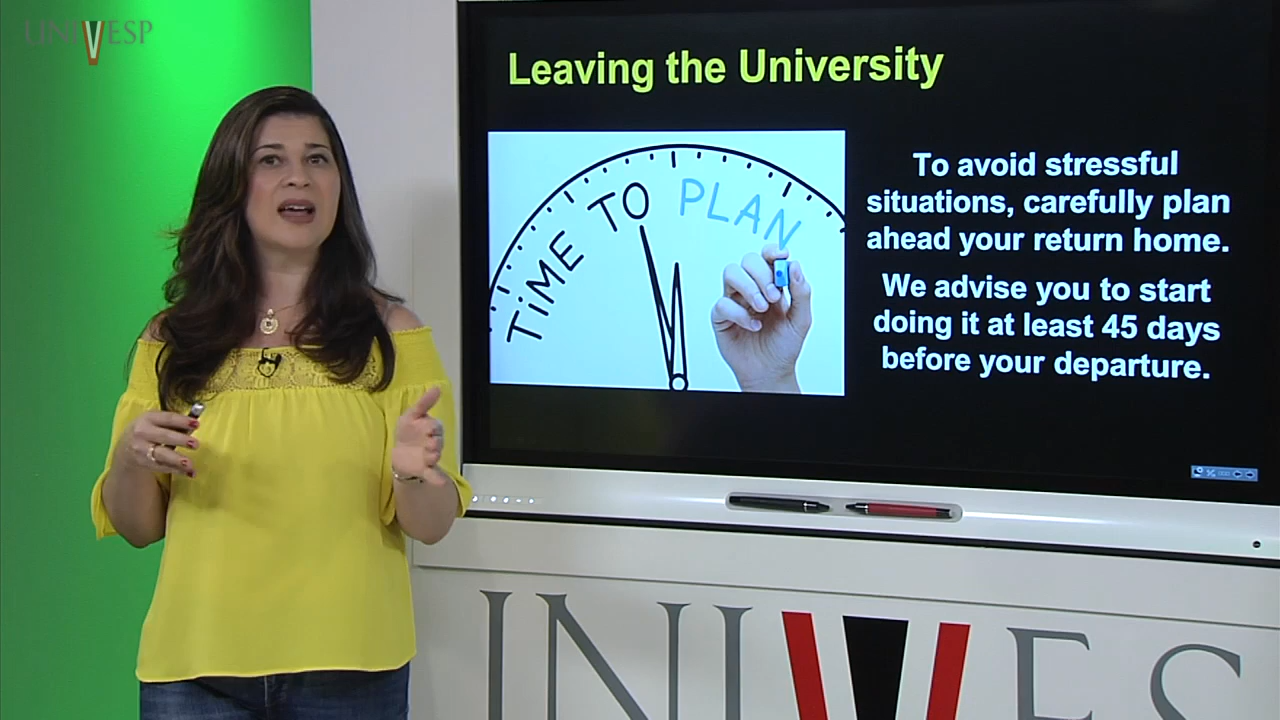 UNIVESP
Leaving the University
TIME TO PLAN
To avoid stressful
situations, carefully plan
ahead your return home.
We advise you to start
doing it at least 45 days
before your departure.
UNIVES